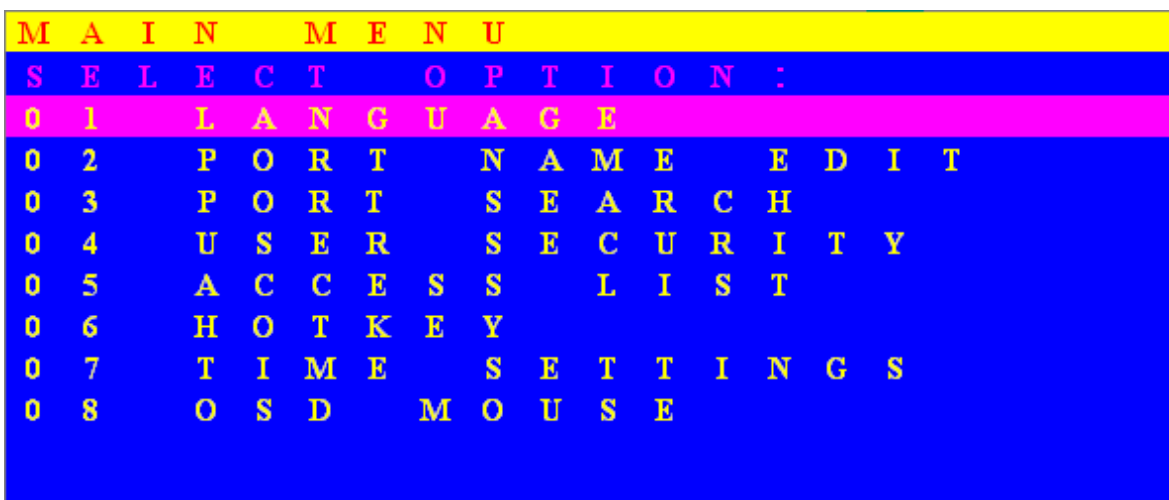 MAIN MENU
SELECT OPTION:
01 LANGUAGE
02 PORT NAME EDIT
03 PORT SEARCH
04 USER SECURITY
05 ACCESS LIST
06 HOTKEY
07 TIME SETTINGS
08 OSD MOUSE